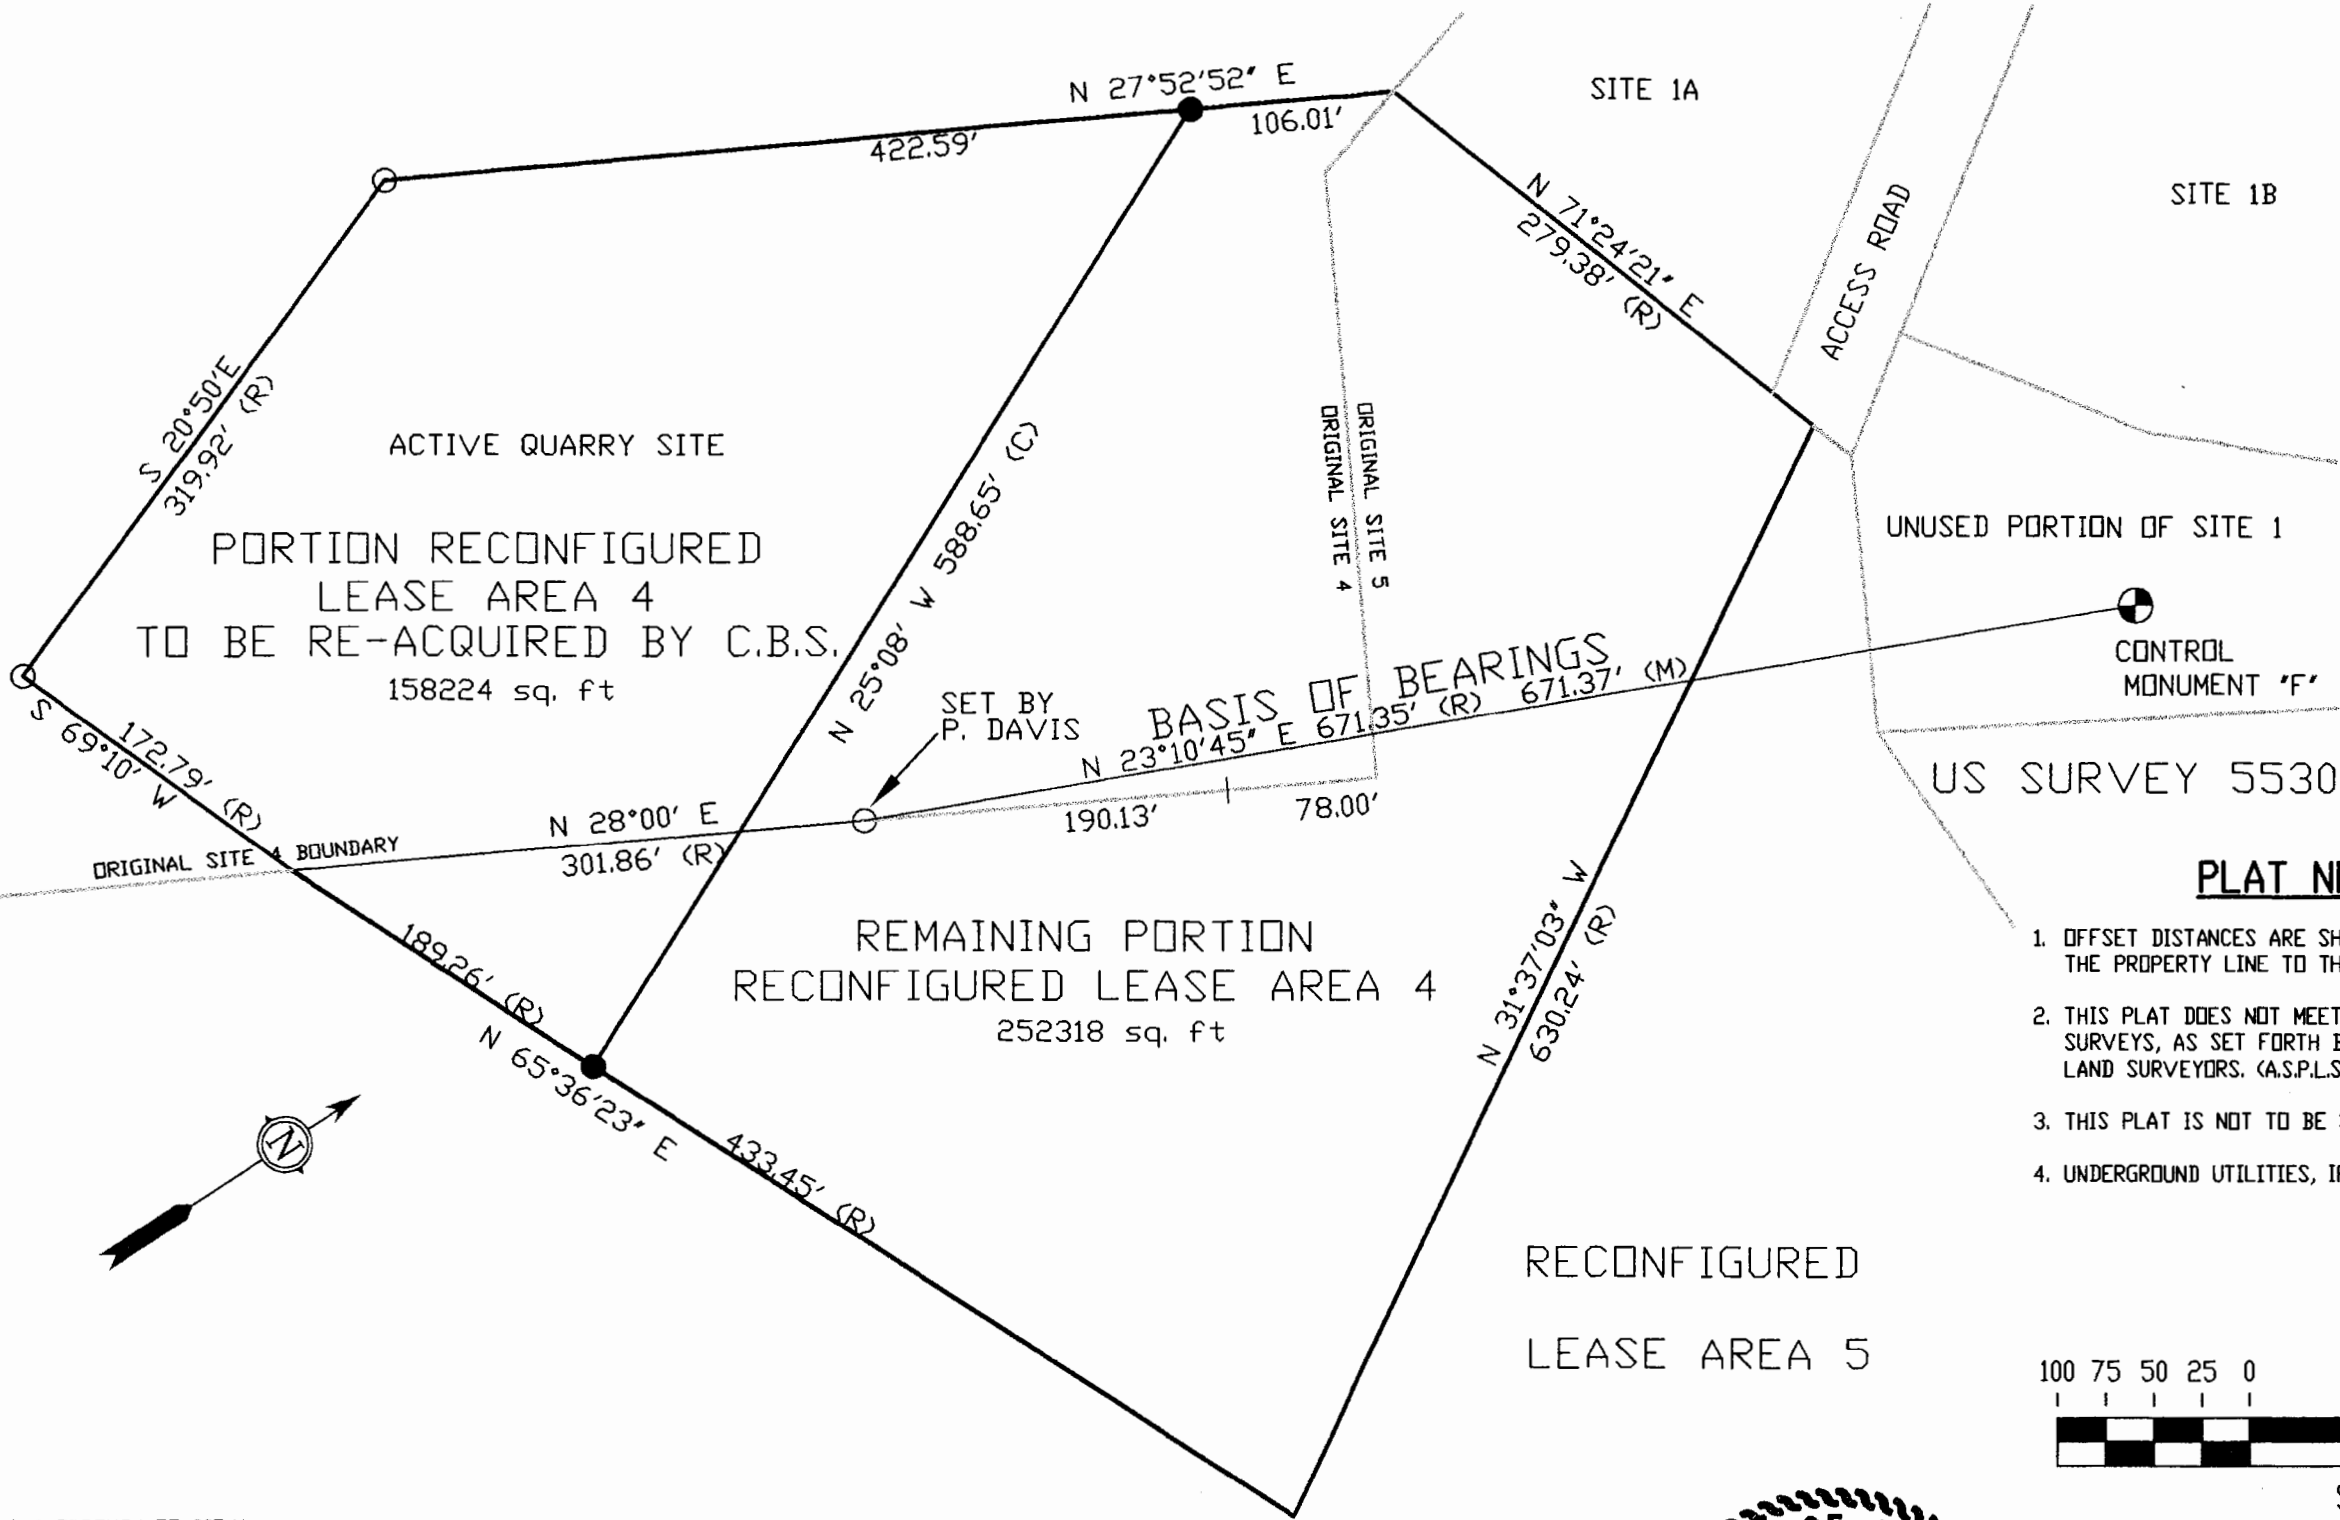 N 27°52'52" E
422.59'
106.01'
SITE 1A
SITE 1B
ACCESS ROAD
N 71°24'21" E
279.38' (R)
S 20°50'E
319.92' (R)
ACTIVE QUARRY SITE
PORTION RECONFIGURED
LEASE AREA 4
TO BE RE-ACQUIRED BY C.B.S.
158224 sq. ft
N 25°08' W 588.65' (C)
ORIGINAL SITE 5
ORIGINAL SITE 4
UNUSED PORTION OF SITE 1
CONTROL
MONUMENT "F"
BASIS OF BEARINGS
N 23°10'45" E 671.35' (R) 671.37' (M)
SET BY
P. DAVIS
172.79' (R)
S 69°10' W
N 28°00' E
301.86' (R)
190.13'
78.00'
ORIGINAL SITE 4 BOUNDARY
US SURVEY 5530
189.26' (R)
N 65°36'23" E
433.45' (R)
REMAINING PORTION
RECONFIGURED LEASE AREA 4
252318 sq. ft
N 31°37'03" W
630.24' (R)
PLAT
1. OFFSET DISTANCES ARE
THE PROPERTY LINE TO
2. THIS PLAT DOES NOT MEET
SURVEYS, AS SET FORTH
LAND SURVEYORS. (A.S.P.L.S
3. THIS PLAT IS NOT TO BE
4. UNDERGROUND UTILITIES,
N
RECONFIGURED
LEASE AREA 5
100 75 50 25 0